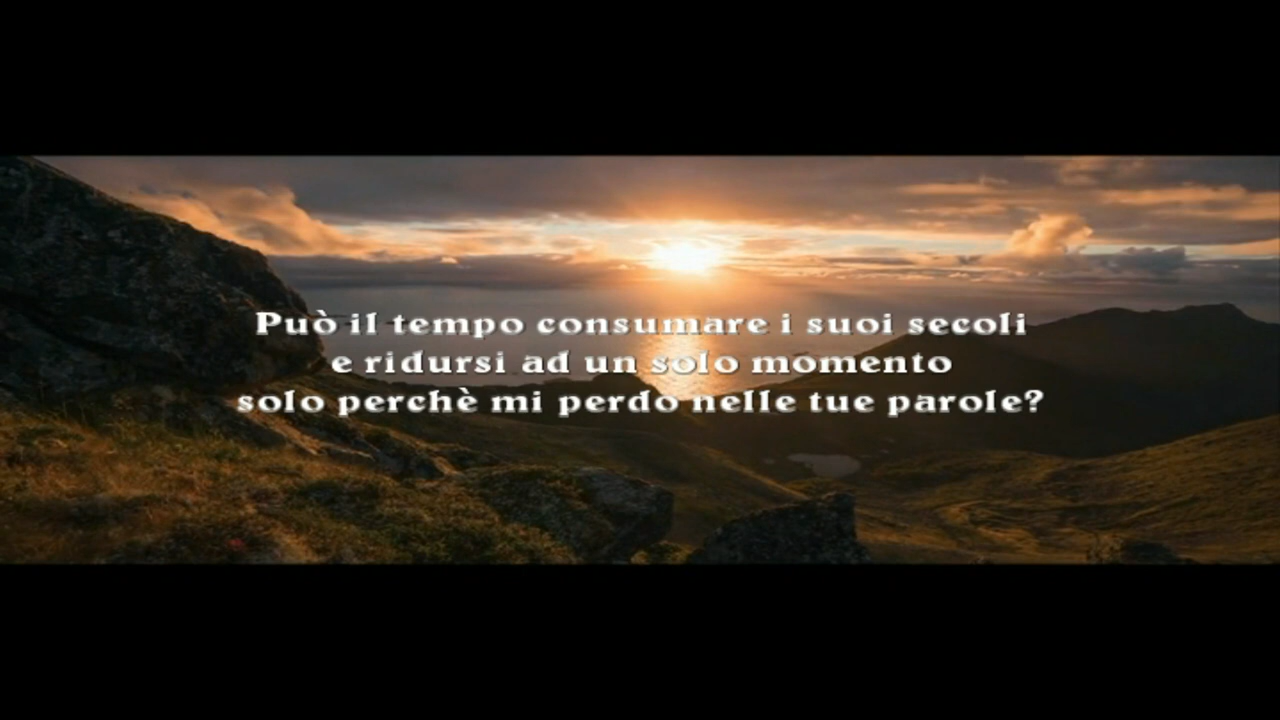 Può il tempo consumare i suoi secoli
e ridursi ad un solo momento
solo perchè mi perdo nelle tue parole?